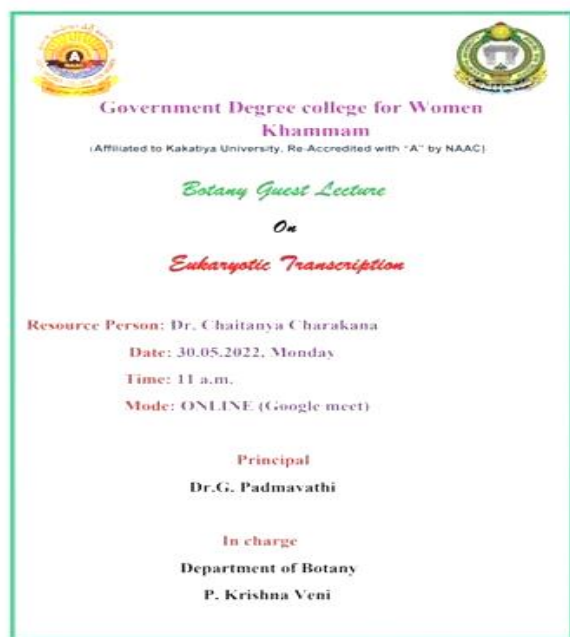 Government Degree college for Women
Khammam
(Affiliated to Kakatiya University, Re-Accredited with "A" by NAAC)
Botany Guest Lecture
On
Eukaryotic Transcription
Resource Person: Dr. Chaitanya Charakana
Date: 30.05.2022. Monday
Time: 11 a.m.
Mode: ONLINE (Google meet)
Principal
Dr.G. Padmavathi
In charge
Department of Botany
P. Krishna Veni